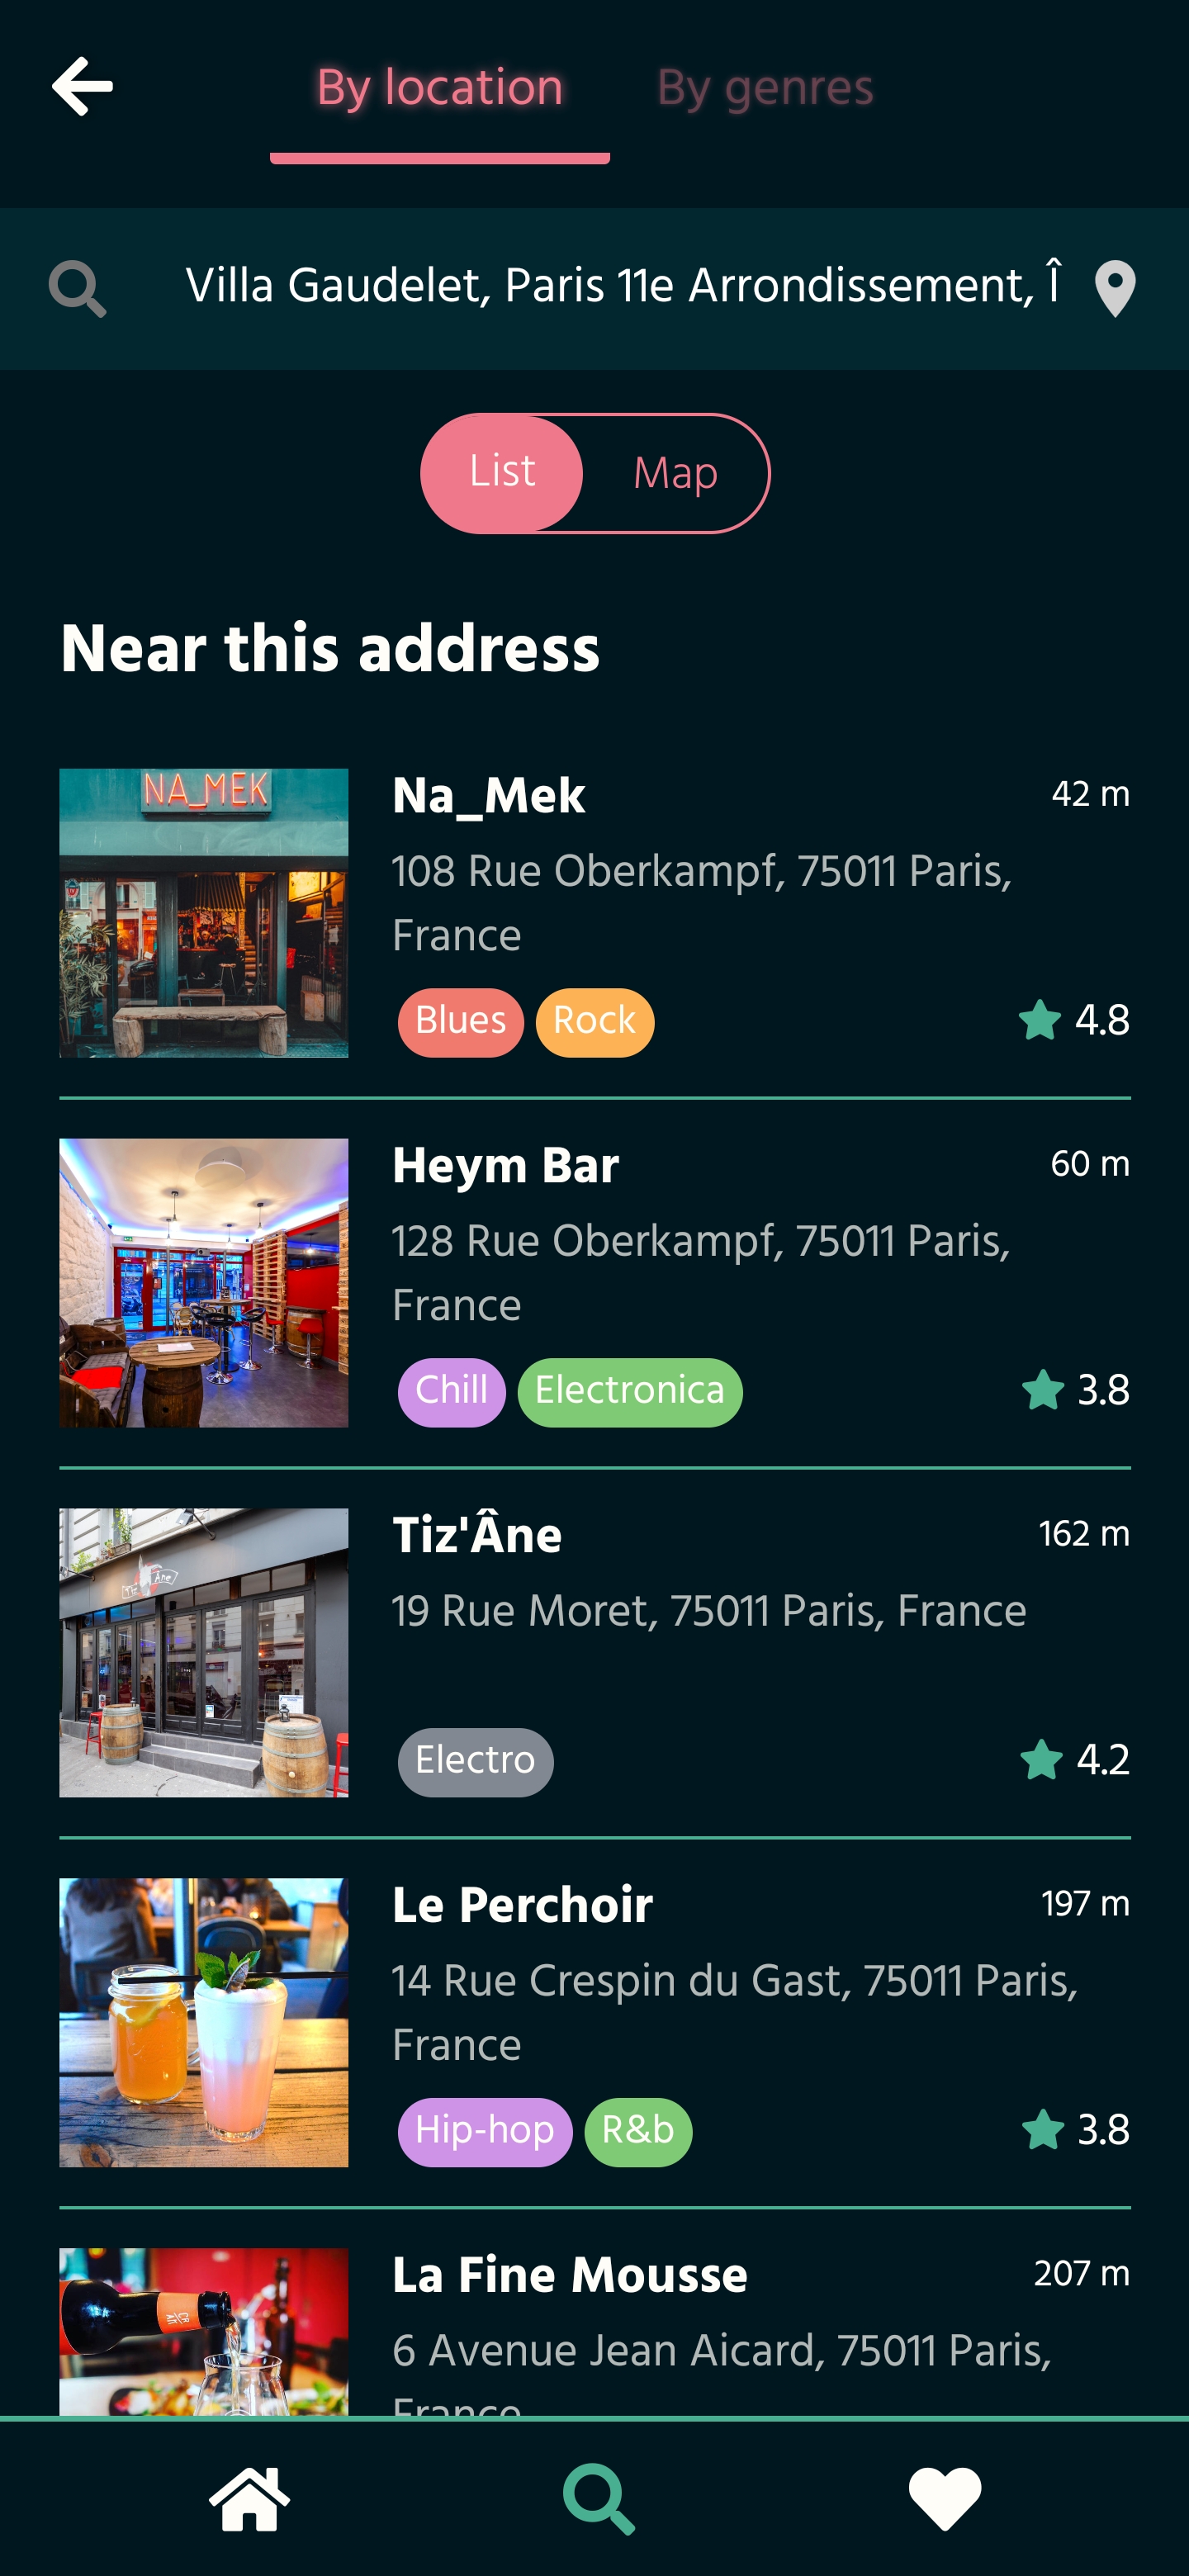 By location By genres
Villa Gaudelet, Paris 11e Arrondissement, Î
List Map
Near this address
NA_MEK
Na_Mek 42 m
108 Rue Oberkampf, 75011 Paris,
France
Blues Rock 4.8
Heym Bar 60 m
128 Rue Oberkampf, 75011 Paris,
France
Chill Electronica 3.8
Tiz'Âne 162 m
19 Rue Moret, 75011 Paris, France
Electro 4.2
Le Perchoir 197 m
14 Rue Crespin du Gast, 75011 Paris,
France
Hip-hop R&b 3.8
La Fine Mousse 207 m
6 Avenue Jean Aicard, 75011 Paris,
France